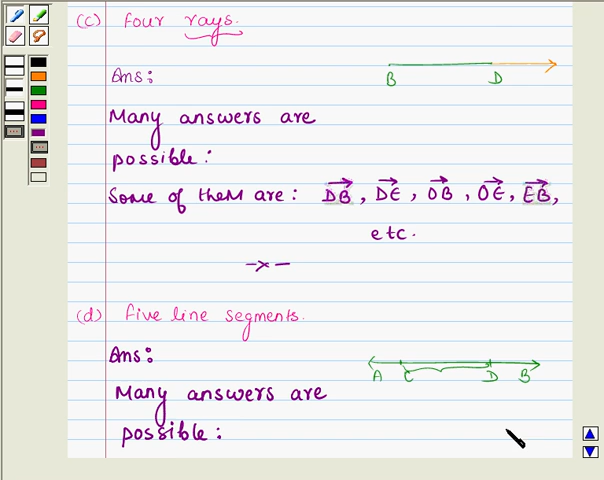 (c) Four rays.
Ans:
B D
Many answers are
possible:
Some of them are: DB, DE, OB, OE, EB,
etc.
-x-
(d) Five line segments.
Ans:
A C D B
Many answers are
possible: